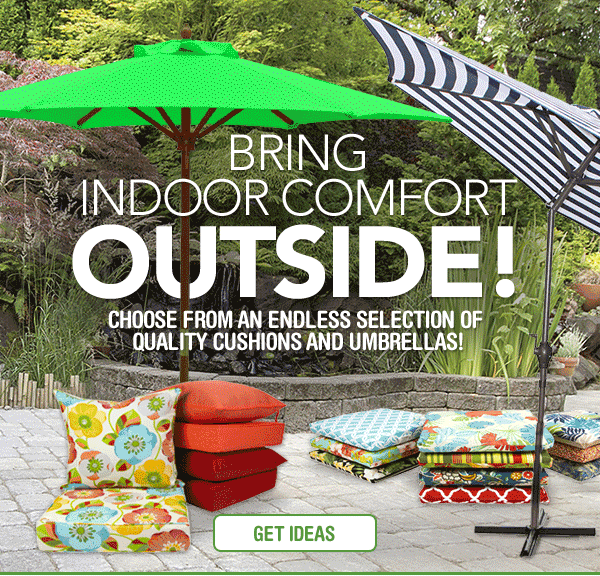 BRING
INDOOR COMFORT
OUTSIDE!
CHOOSE FROM AN ENDLESS SELECTION OF
QUALITY CUSHIONS AND UMBRELLAS!
GET IDEAS